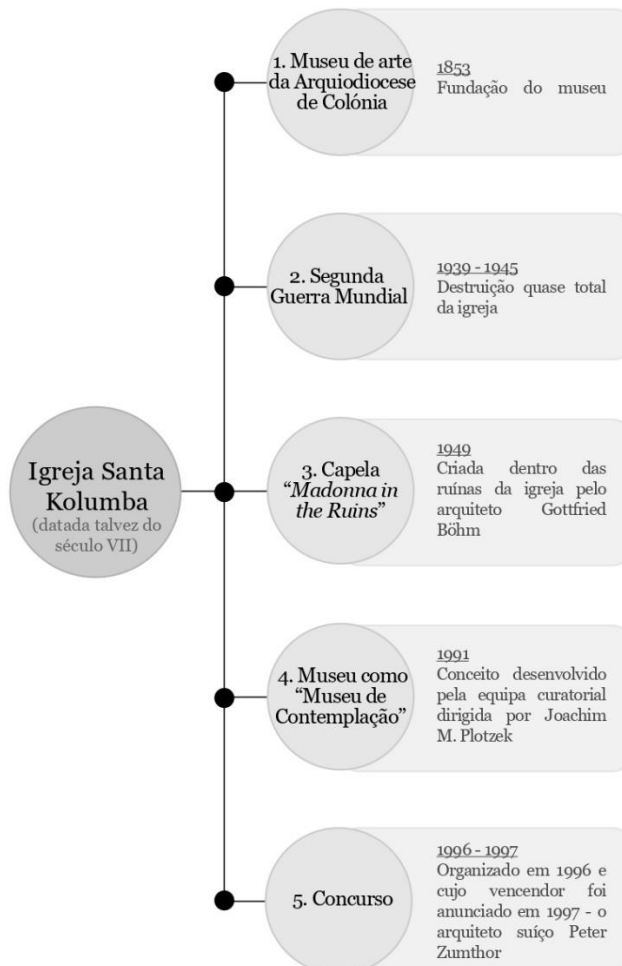 1. Museu de arte
da Arquiodiocese
de Colónia
1853
Fundação do museu
2. Segunda
Guerra Mundial
1939 - 1945
Destruição quase total
da igreja
Igreja Santa
Kolumba
(datada talvez do
século VII)
3. Capela
“Madonna in
the Ruins”
1949
Criada dentro das
ruínas da igreja pelo
arquiteto Gottfried
Böhm
4. Museu como
“Museu de
Contemplação”
1991
Conceito desenvolvido
pela equipa curatorial
dirigida por Joachim
M. Plotzek
5. Concurso
1996 - 1997
Organizado em 1996 e
cujo vencendor foi
anunciado em 1997 - o
arquiteto suíço Peter
Zumthor